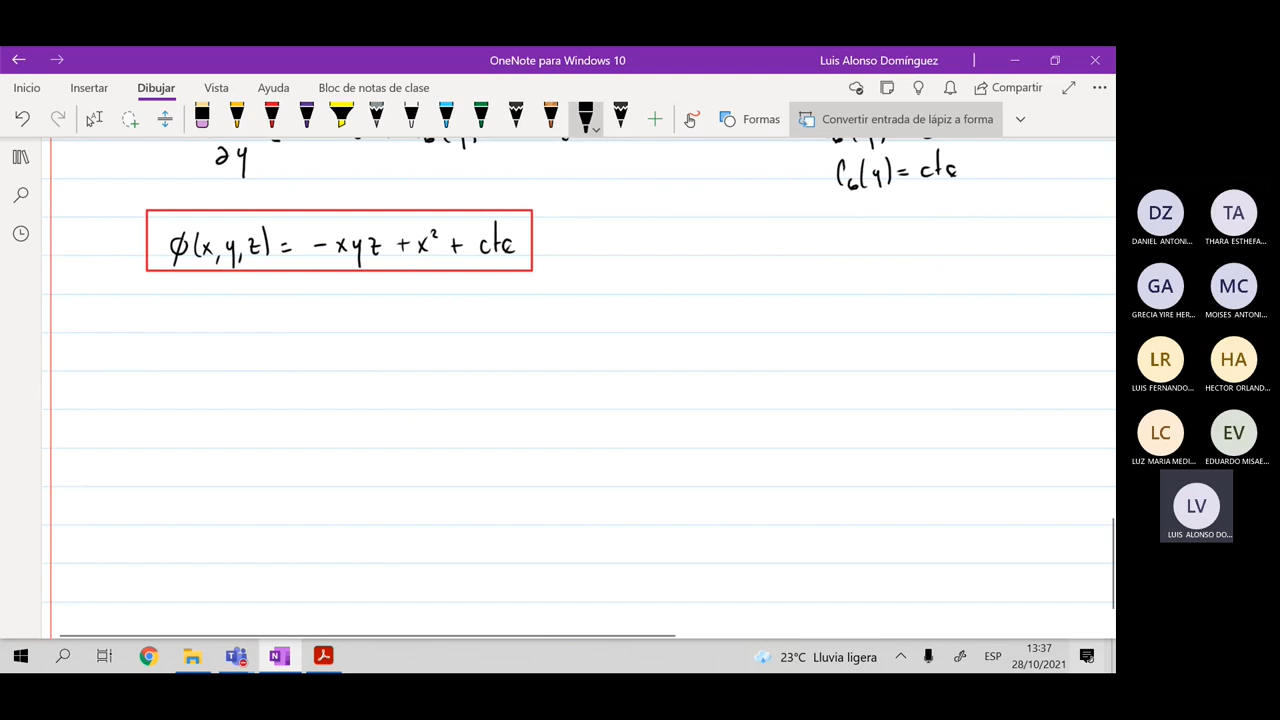 OneNote para Windows 10
Luis Alonso Domínguez
Inicio Insertar Dibujar Vista Ayuda Bloc de notas de clase Compartir
Formas Convertir entrada de lápiz a forma
∂y
C₆(y) = cte
ϕ(x,y,z) = -xyz + x² + cte
DZ TA
DANIEL ANTONI... THARA ESTHEFA...
GA MC
GRECIA YIRE HER... MOISES ANTONI...
LR HA
LUIS FERNANDO... HECTOR ORLAND...
LC EV
LUZ MARIA MEDI... EDUARDO MISAE...
LV
LUIS ALONSO DO...
23°C Lluvia ligera ESP 13:37
28/10/2021